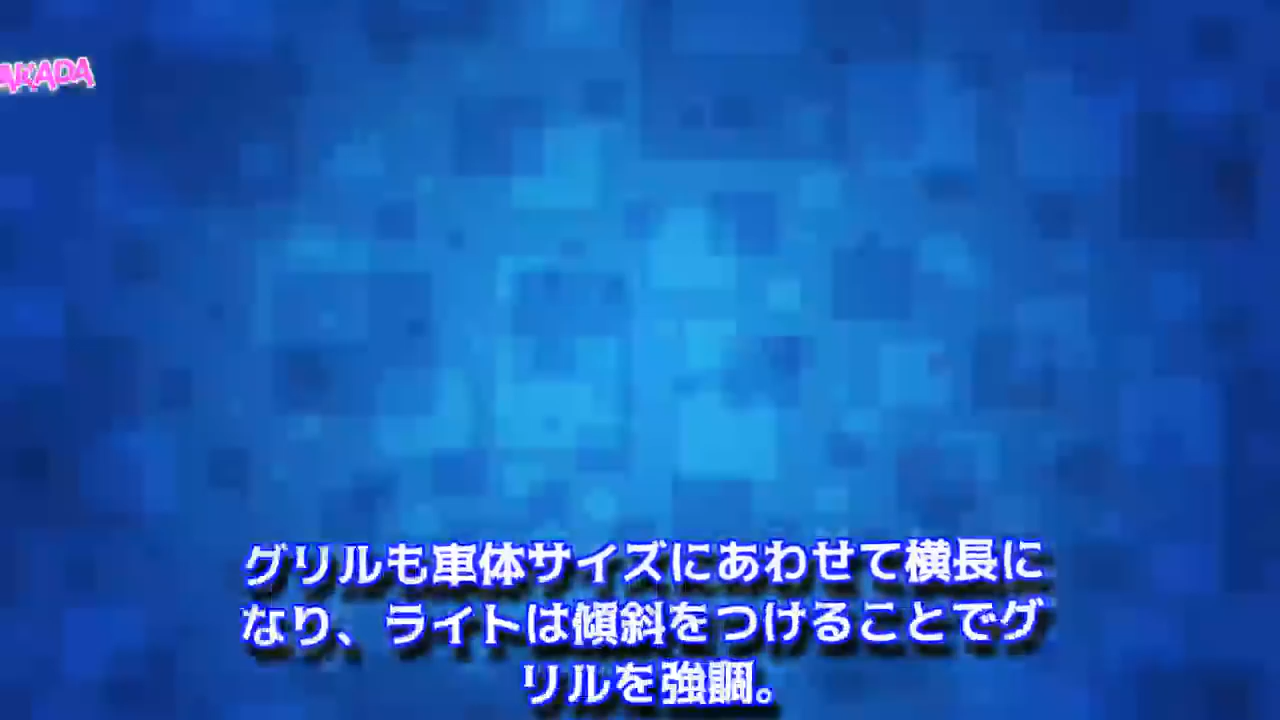 グリルも車体サイズにあわせて横長に
なり、ライトは傾斜をつけることでグ
リルを強調。